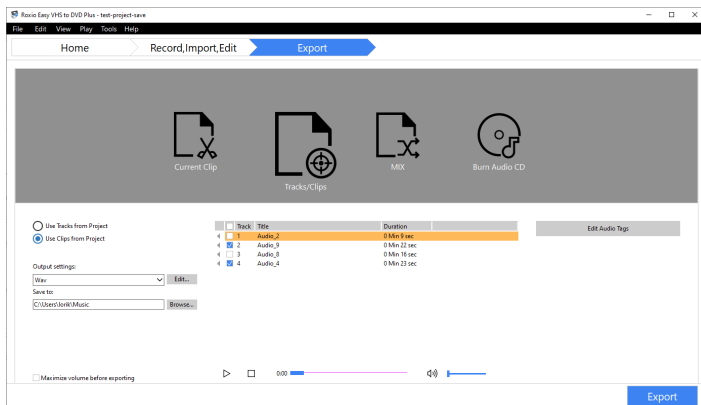 Roxio Easy VHS to DVD Plus - test-project-save
File Edit View Play Tools Help
Home Record,Import,Edit Export
Current Clip
Tracks/Clips
MIX
Burn Audio CD
Use Tracks from Project
Use Clips from Project
Output settings:
Wav Edit...
Save to:
C:\Users\lorik\Music Browse...
Maximize volume before exporting
Track Title Duration
1 Audio_2 0 Min 9 sec
2 Audio_9 0 Min 22 sec
3 Audio_8 0 Min 16 sec
4 Audio_4 0 Min 23 sec
Edit Audio Tags
0:00
Export